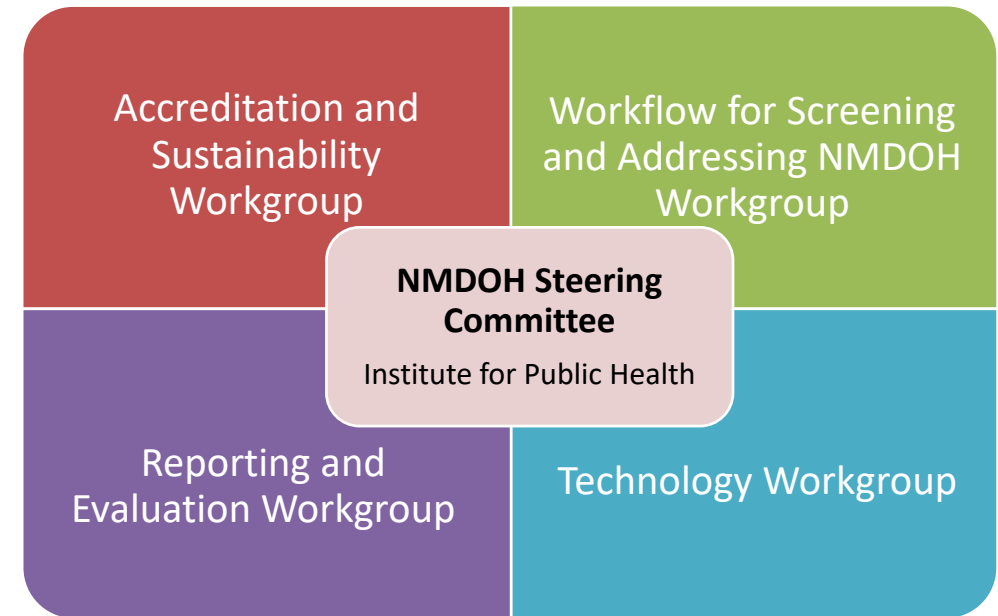 Accreditation and
Sustainability
Workgroup
Workflow for Screening
and Addressing NMDOH
Workgroup
NMDOH Steering
Committee
Institute for Public Health
Reporting and
Evaluation Workgroup
Technology Workgroup